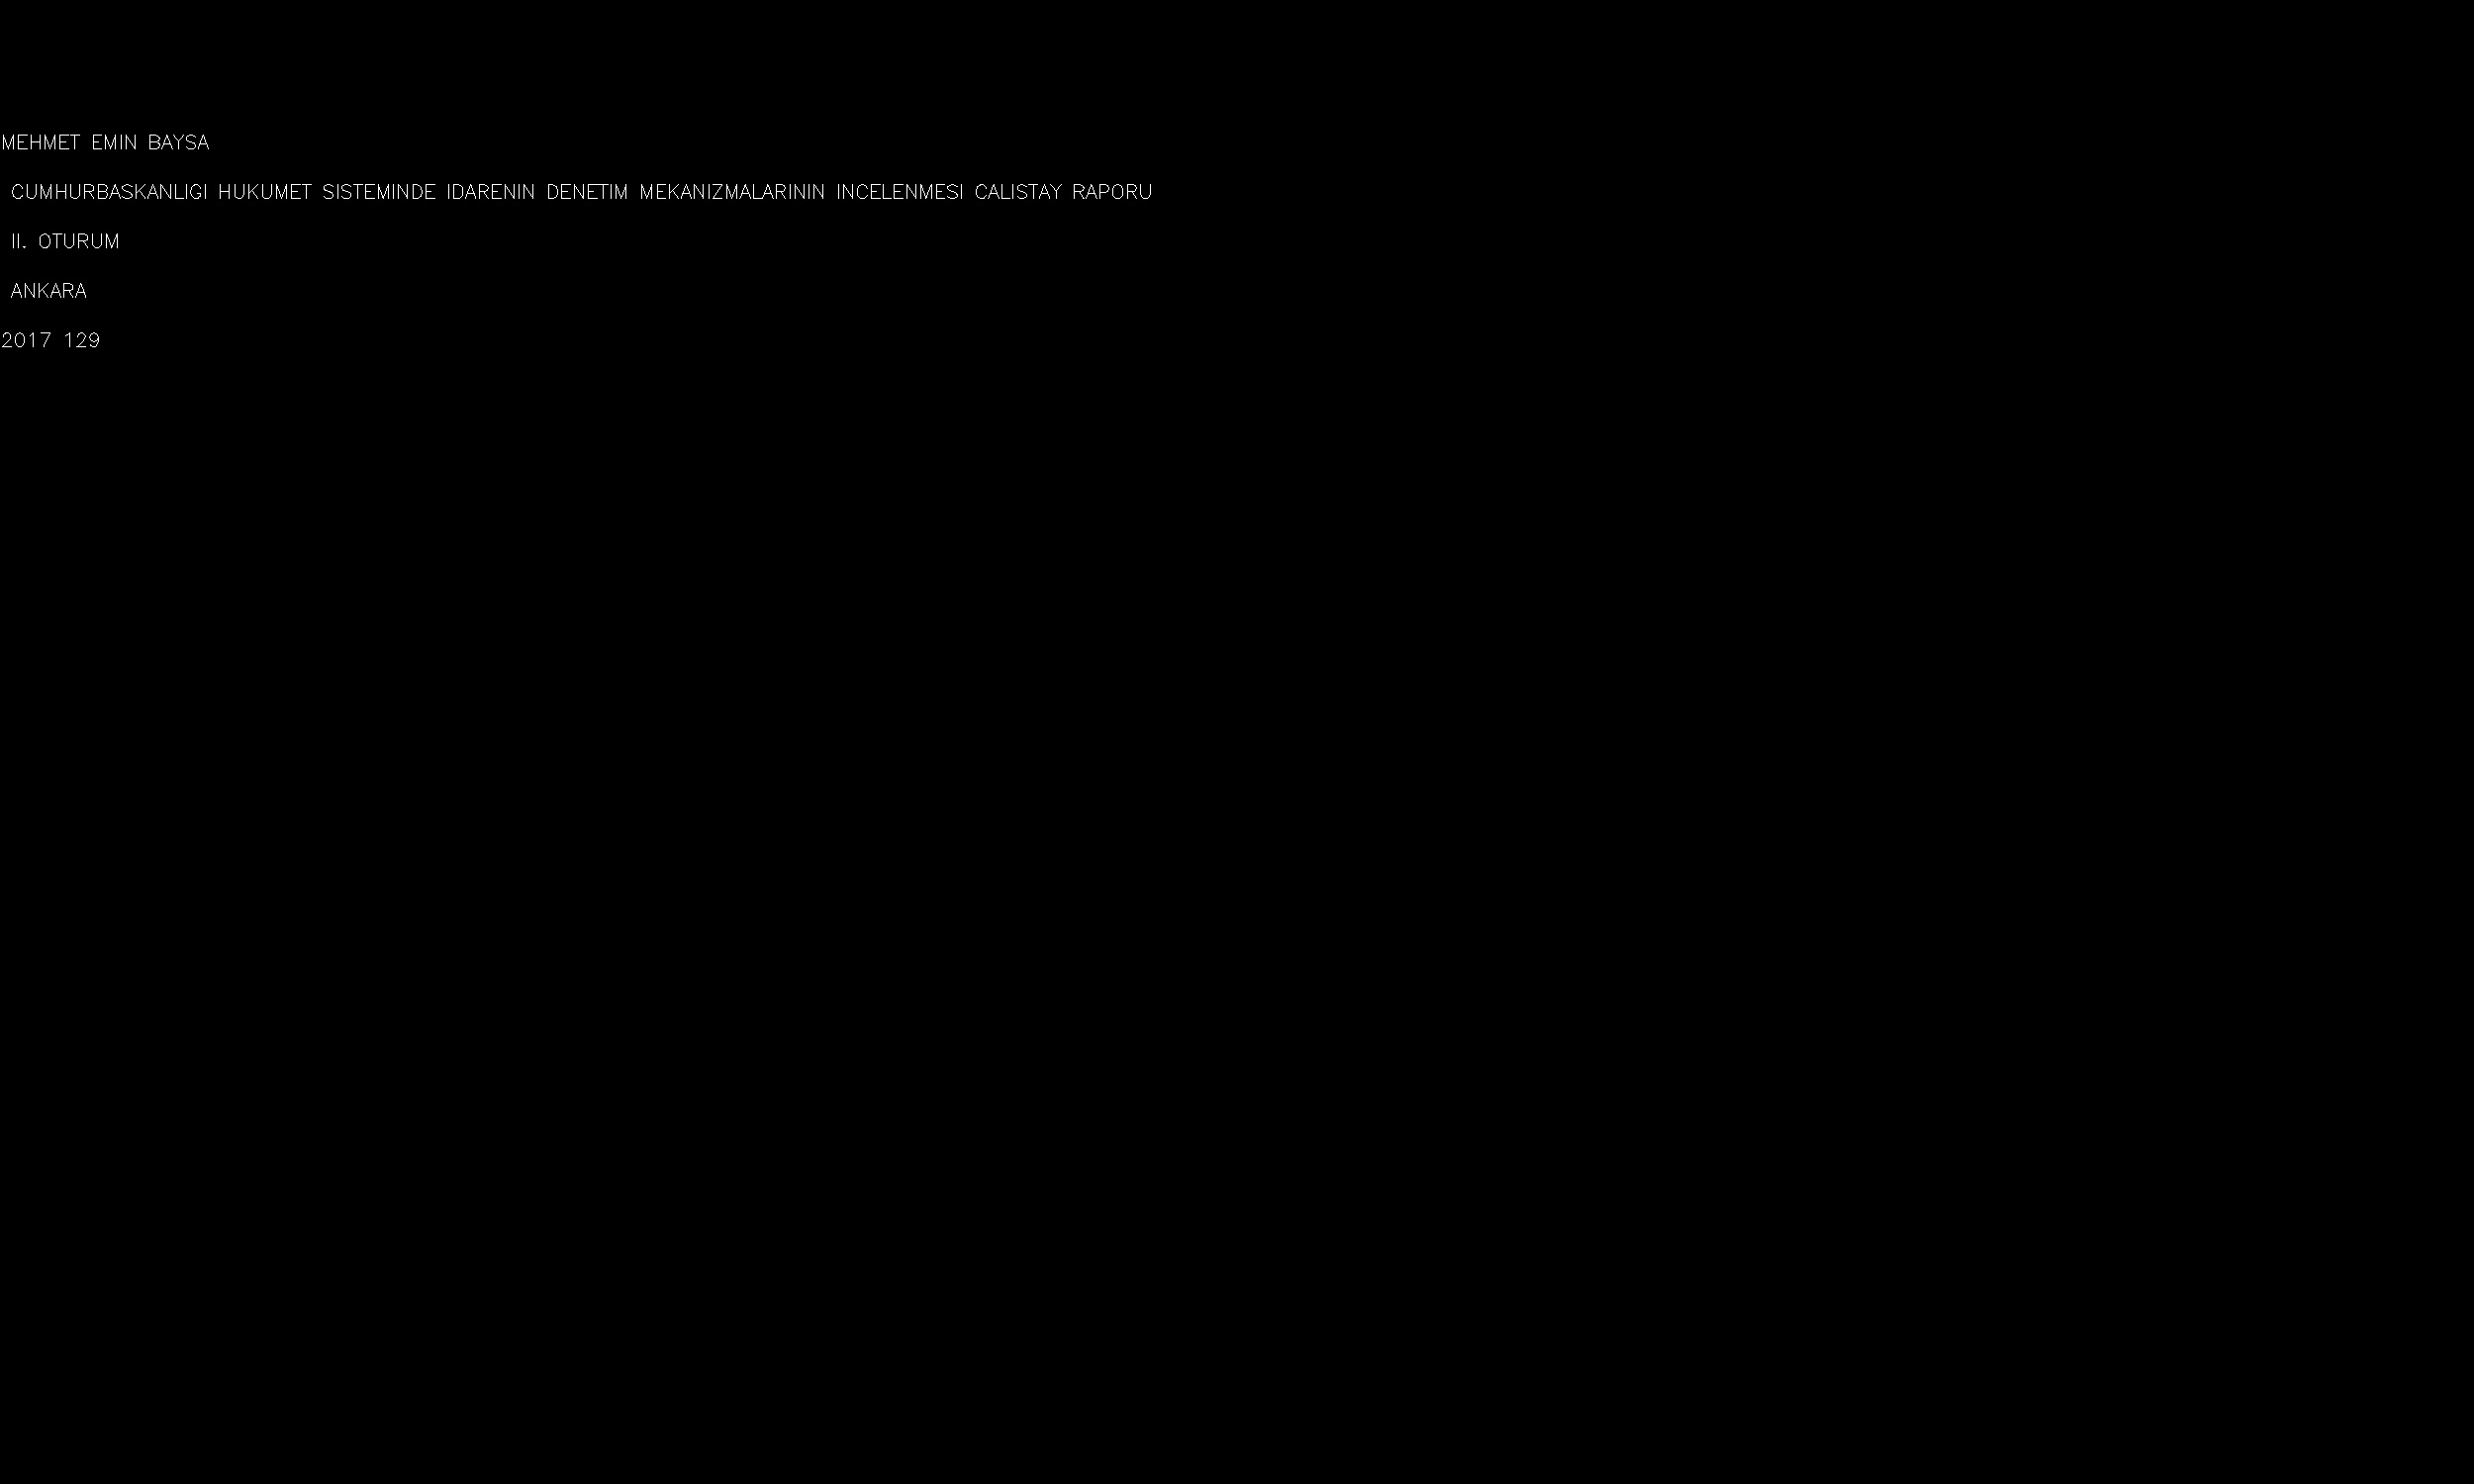 MEHMET EMIN BAYSA
CUMHURBASKANLIGI HUKUMET SISTEMINDE IDARENIN DENETIM MEKANIZMALARININ INCELENMESI CALISTAY RAPORU
II. OTURUM
ANKARA
2017 129